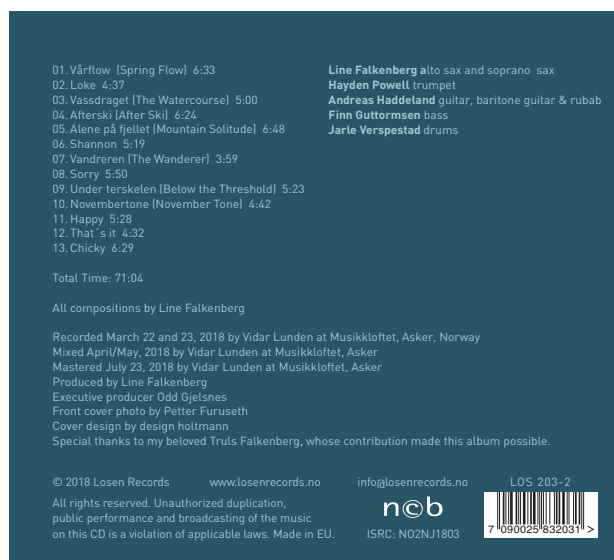 01. Vårflow (Spring Flow) 6:33
02. Loke 4:37
03. Vassdraget (The Watercourse) 5:00
04. Afterski (After Ski) 6:24
05. Alene på fjellet (Mountain Solitude) 6:48
06. Shannon 5:19
07. Vandreren (The Wanderer) 3:59
08. Sorry 5:50
09. Under terskelen (Below the Threshold) 5:23
10. Novembertone (November Tone) 4:42
11. Happy 5:28
12. That´s it 4:32
13. Chicky 6:29
Line Falkenberg alto sax and soprano sax
Hayden Powell trumpet
Andreas Haddeland guitar, baritone guitar & rubab
Finn Guttormsen bass
Jarle Verspestad drums
Total Time: 71:04
All compositions by Line Falkenberg
Recorded March 22 and 23, 2018 by Vidar Lunden at Musikkloftet, Asker, Norway
Mixed April/May, 2018 by Vidar Lunden at Musikkloftet, Asker
Mastered July 23, 2018 by Vidar Lunden at Musikkloftet, Asker
Produced by Line Falkenberg
Executive producer Odd Gjelsnes
Front cover photo by Petter Furuseth
Cover design by design holtmann
Special thanks to my beloved Truls Falkenberg, whose contribution made this album possible.
© 2018 Losen Records www.losenrecords.no info@losenrecords.no LOS 203-2
All rights reserved. Unauthorized duplication,
public performance and broadcasting of the music
on this CD is a violation of applicable laws. Made in EU.
n©b
ISRC: NO2NJ1803
7 090025 832031 >